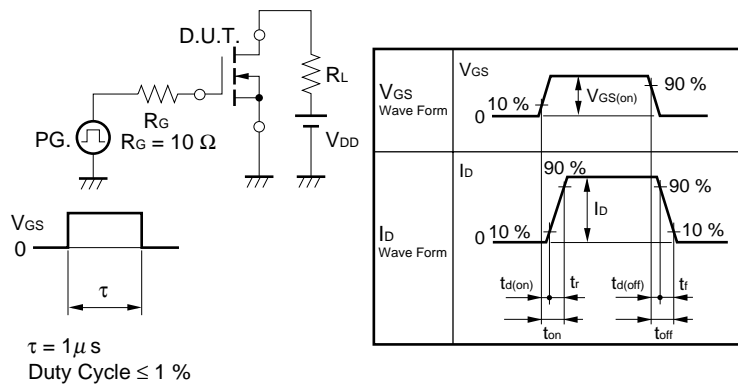 D.U.T.
RL
RG
PG.
RG = 10 Ω
VDD
VGS
0
τ
τ = 1μ s
Duty Cycle ≤ 1 %
VGS
Wave Form
VGS
10 %
0
VGS(on)
90 %
ID
Wave Form
ID
90 %
90 %
ID
0
10 %
10 %
td(on)
tr
td(off)
tf
ton
toff